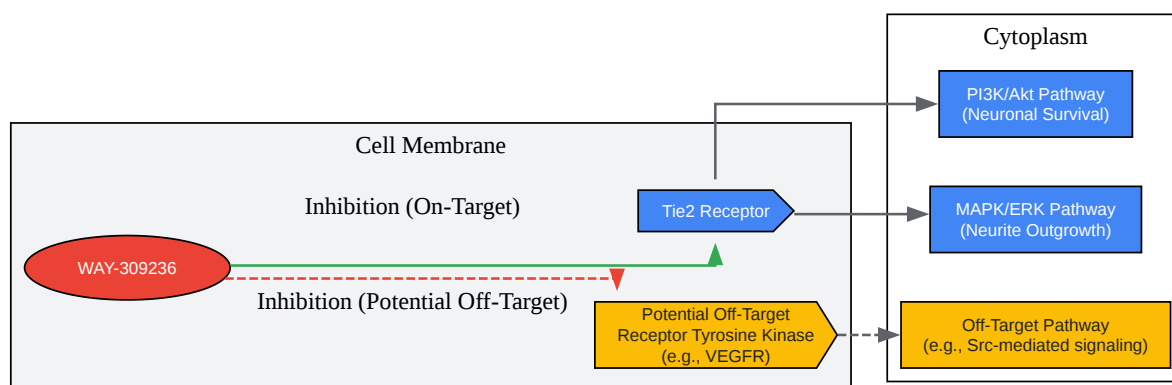 Cytoplasm
PI3K/Akt Pathway
(Neuronal Survival)
Cell Membrane
Inhibition (On-Target)
Tie2 Receptor
MAPK/ERK Pathway
(Neurite Outgrowth)
WAY-309236
Inhibition (Potential Off-Target)
Potential Off-Target
Receptor Tyrosine Kinase
(e.g., VEGFR)
Off-Target Pathway
(e.g., Src-mediated signaling)